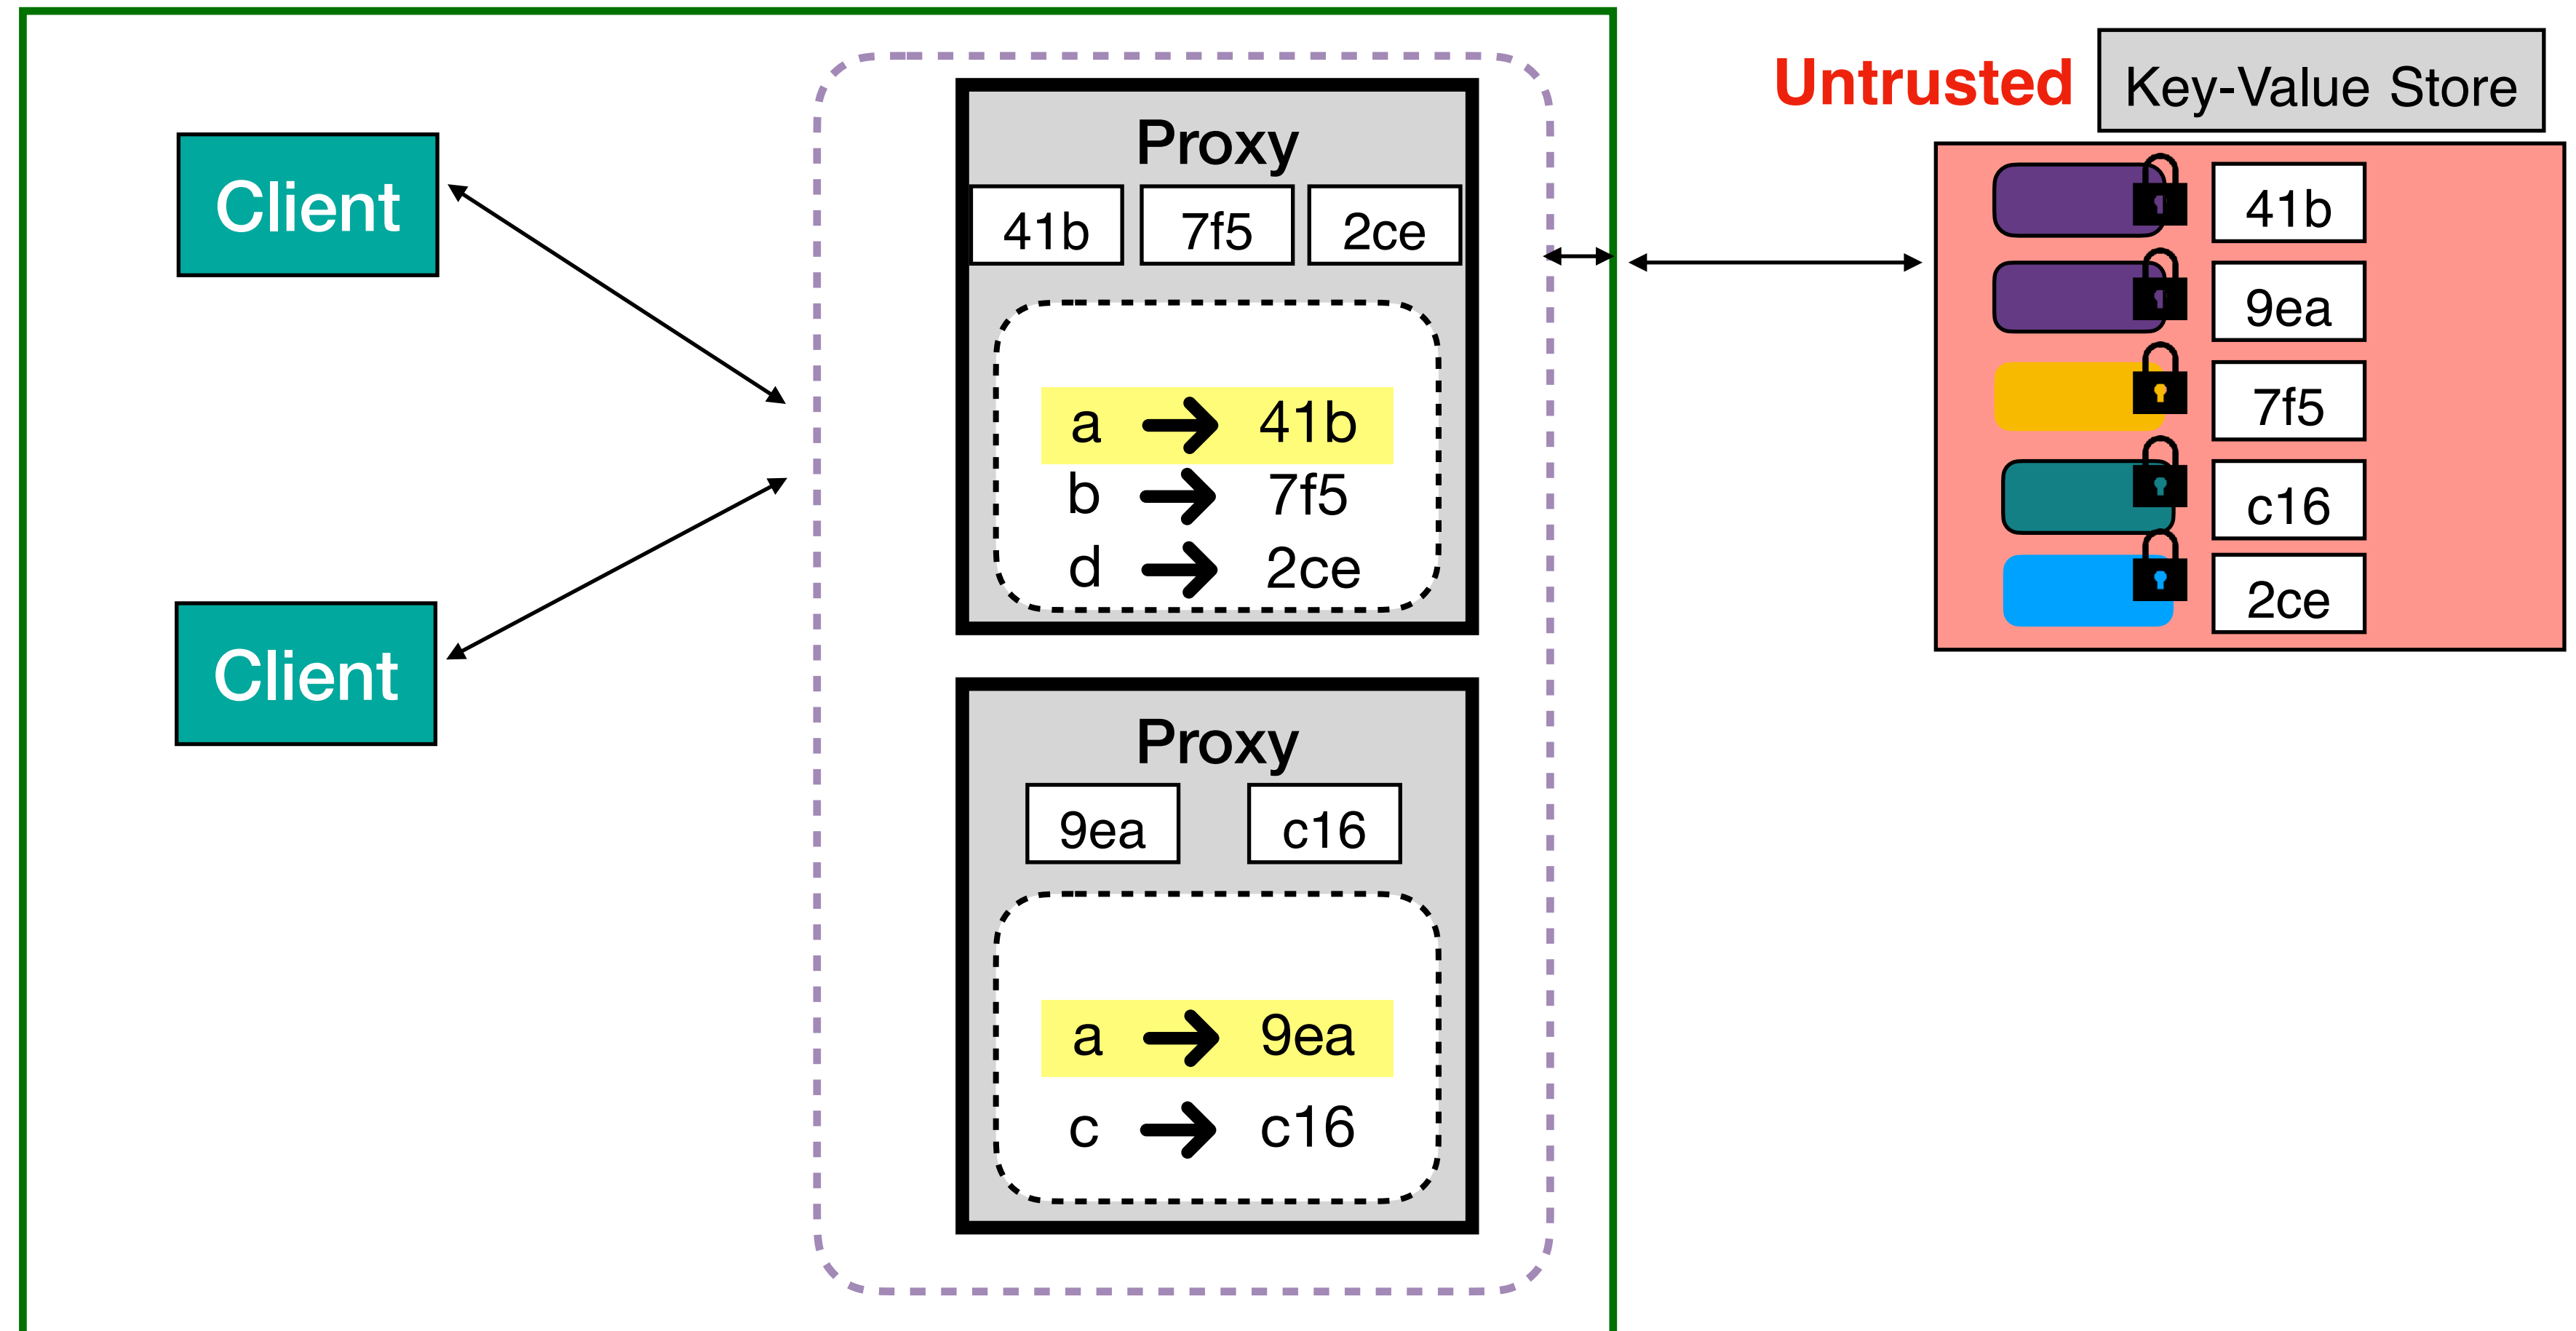 Client
Client
Proxy
41b 7f5 2ce
a → 41b
b → 7f5
d → 2ce
Proxy
9ea c16
a → 9ea
c → c16
Untrusted Key-Value Store
41b
9ea
7f5
c16
2ce